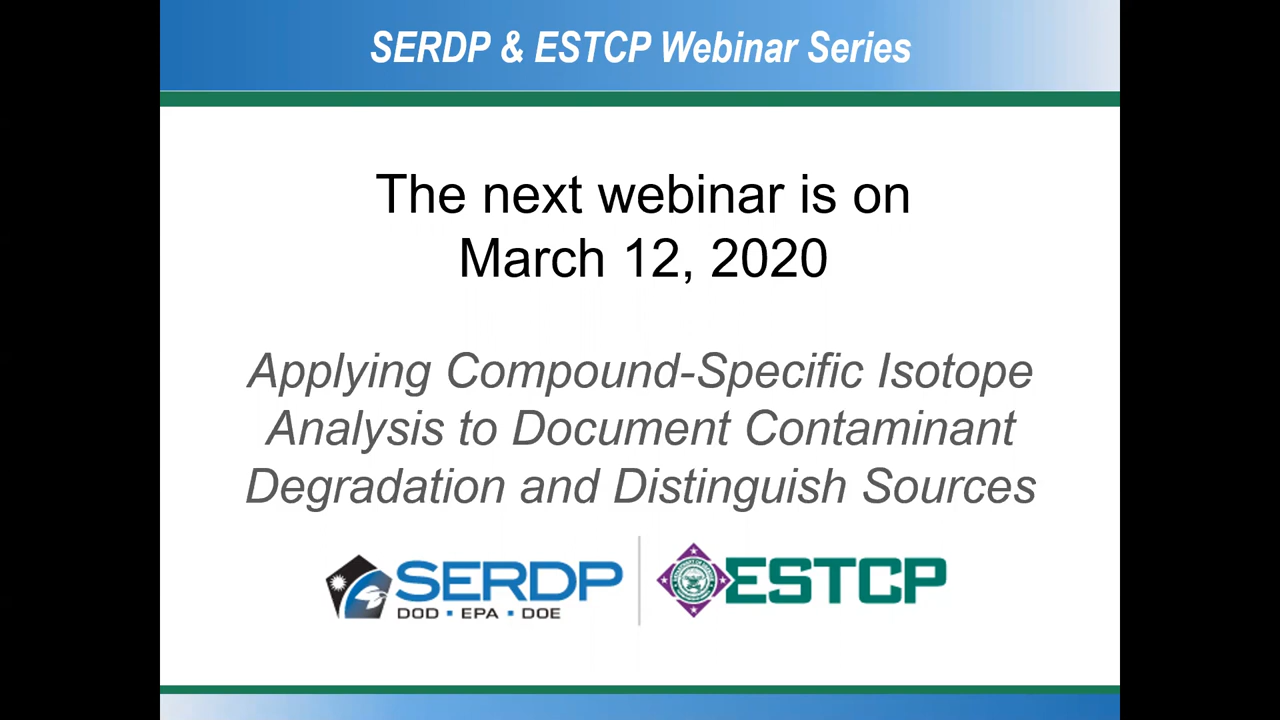 SERDP & ESTCP Webinar Series
The next webinar is on
March 12, 2020
Applying Compound-Specific Isotope
Analysis to Document Contaminant
Degradation and Distinguish Sources
SERDP
DOD • EPA • DOE
ESTCP